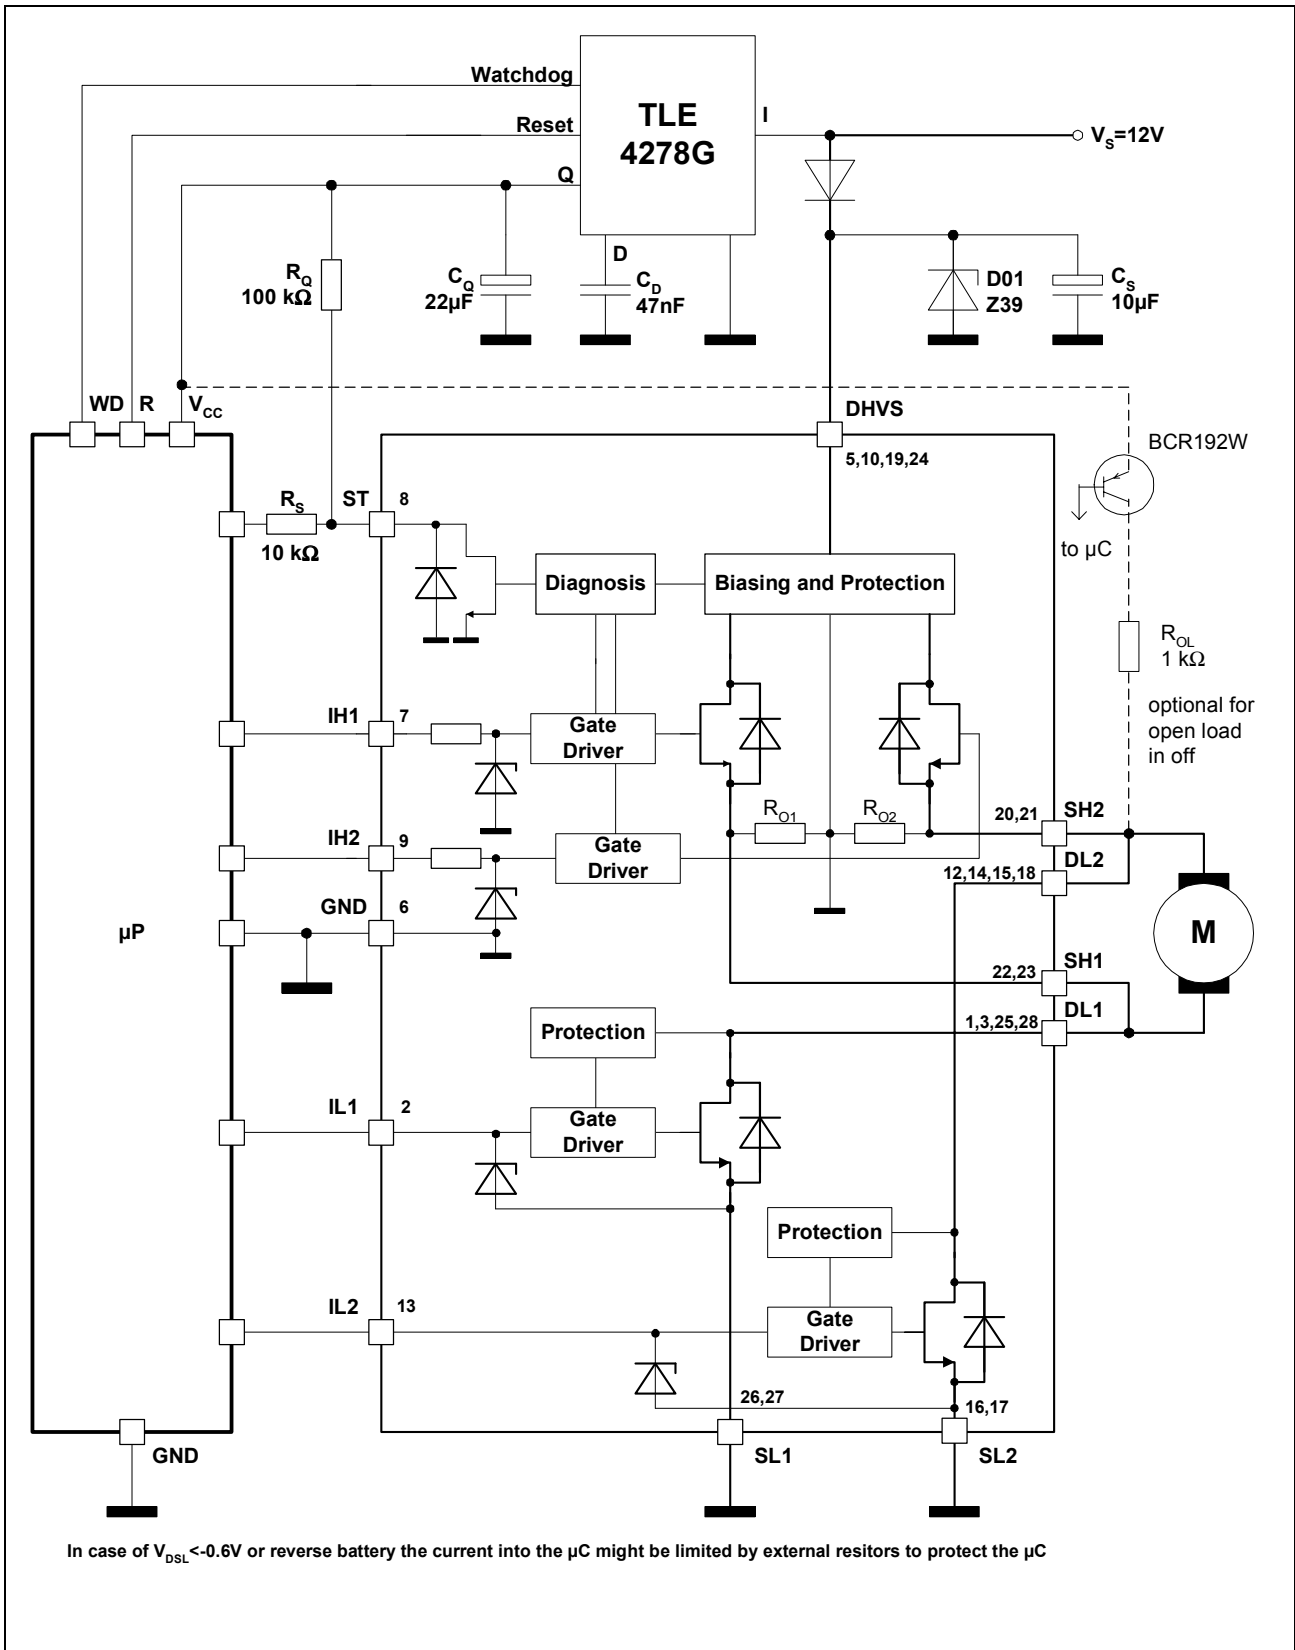 Watchdog
TLE
4278G
I
Reset
V_S=12V
Q
D
R_Q
100 kΩ
C_Q
22µF
C_D
47nF
D01
Z39
C_S
10µF
WD
R
V_CC
DHVS
5,10,19,24
BCR192W
to µC
R_S
10 kΩ
ST
8
Diagnosis
Biasing and Protection
R_OL
1 kΩ
optional for
open load
in off
IH1
7
Gate
Driver
R_O1
R_O2
20,21
SH2
IH2
9
Gate
Driver
DL2
12,14,15,18
GND
6
µP
M
SH1
22,23
DL1
1,3,25,28
Protection
IL1
2
Gate
Driver
Protection
IL2
13
Gate
Driver
26,27
16,17
GND
SL1
SL2
In case of V_DSL<-0.6V or reverse battery the current into the µC might be limited by external resitors to protect the µC